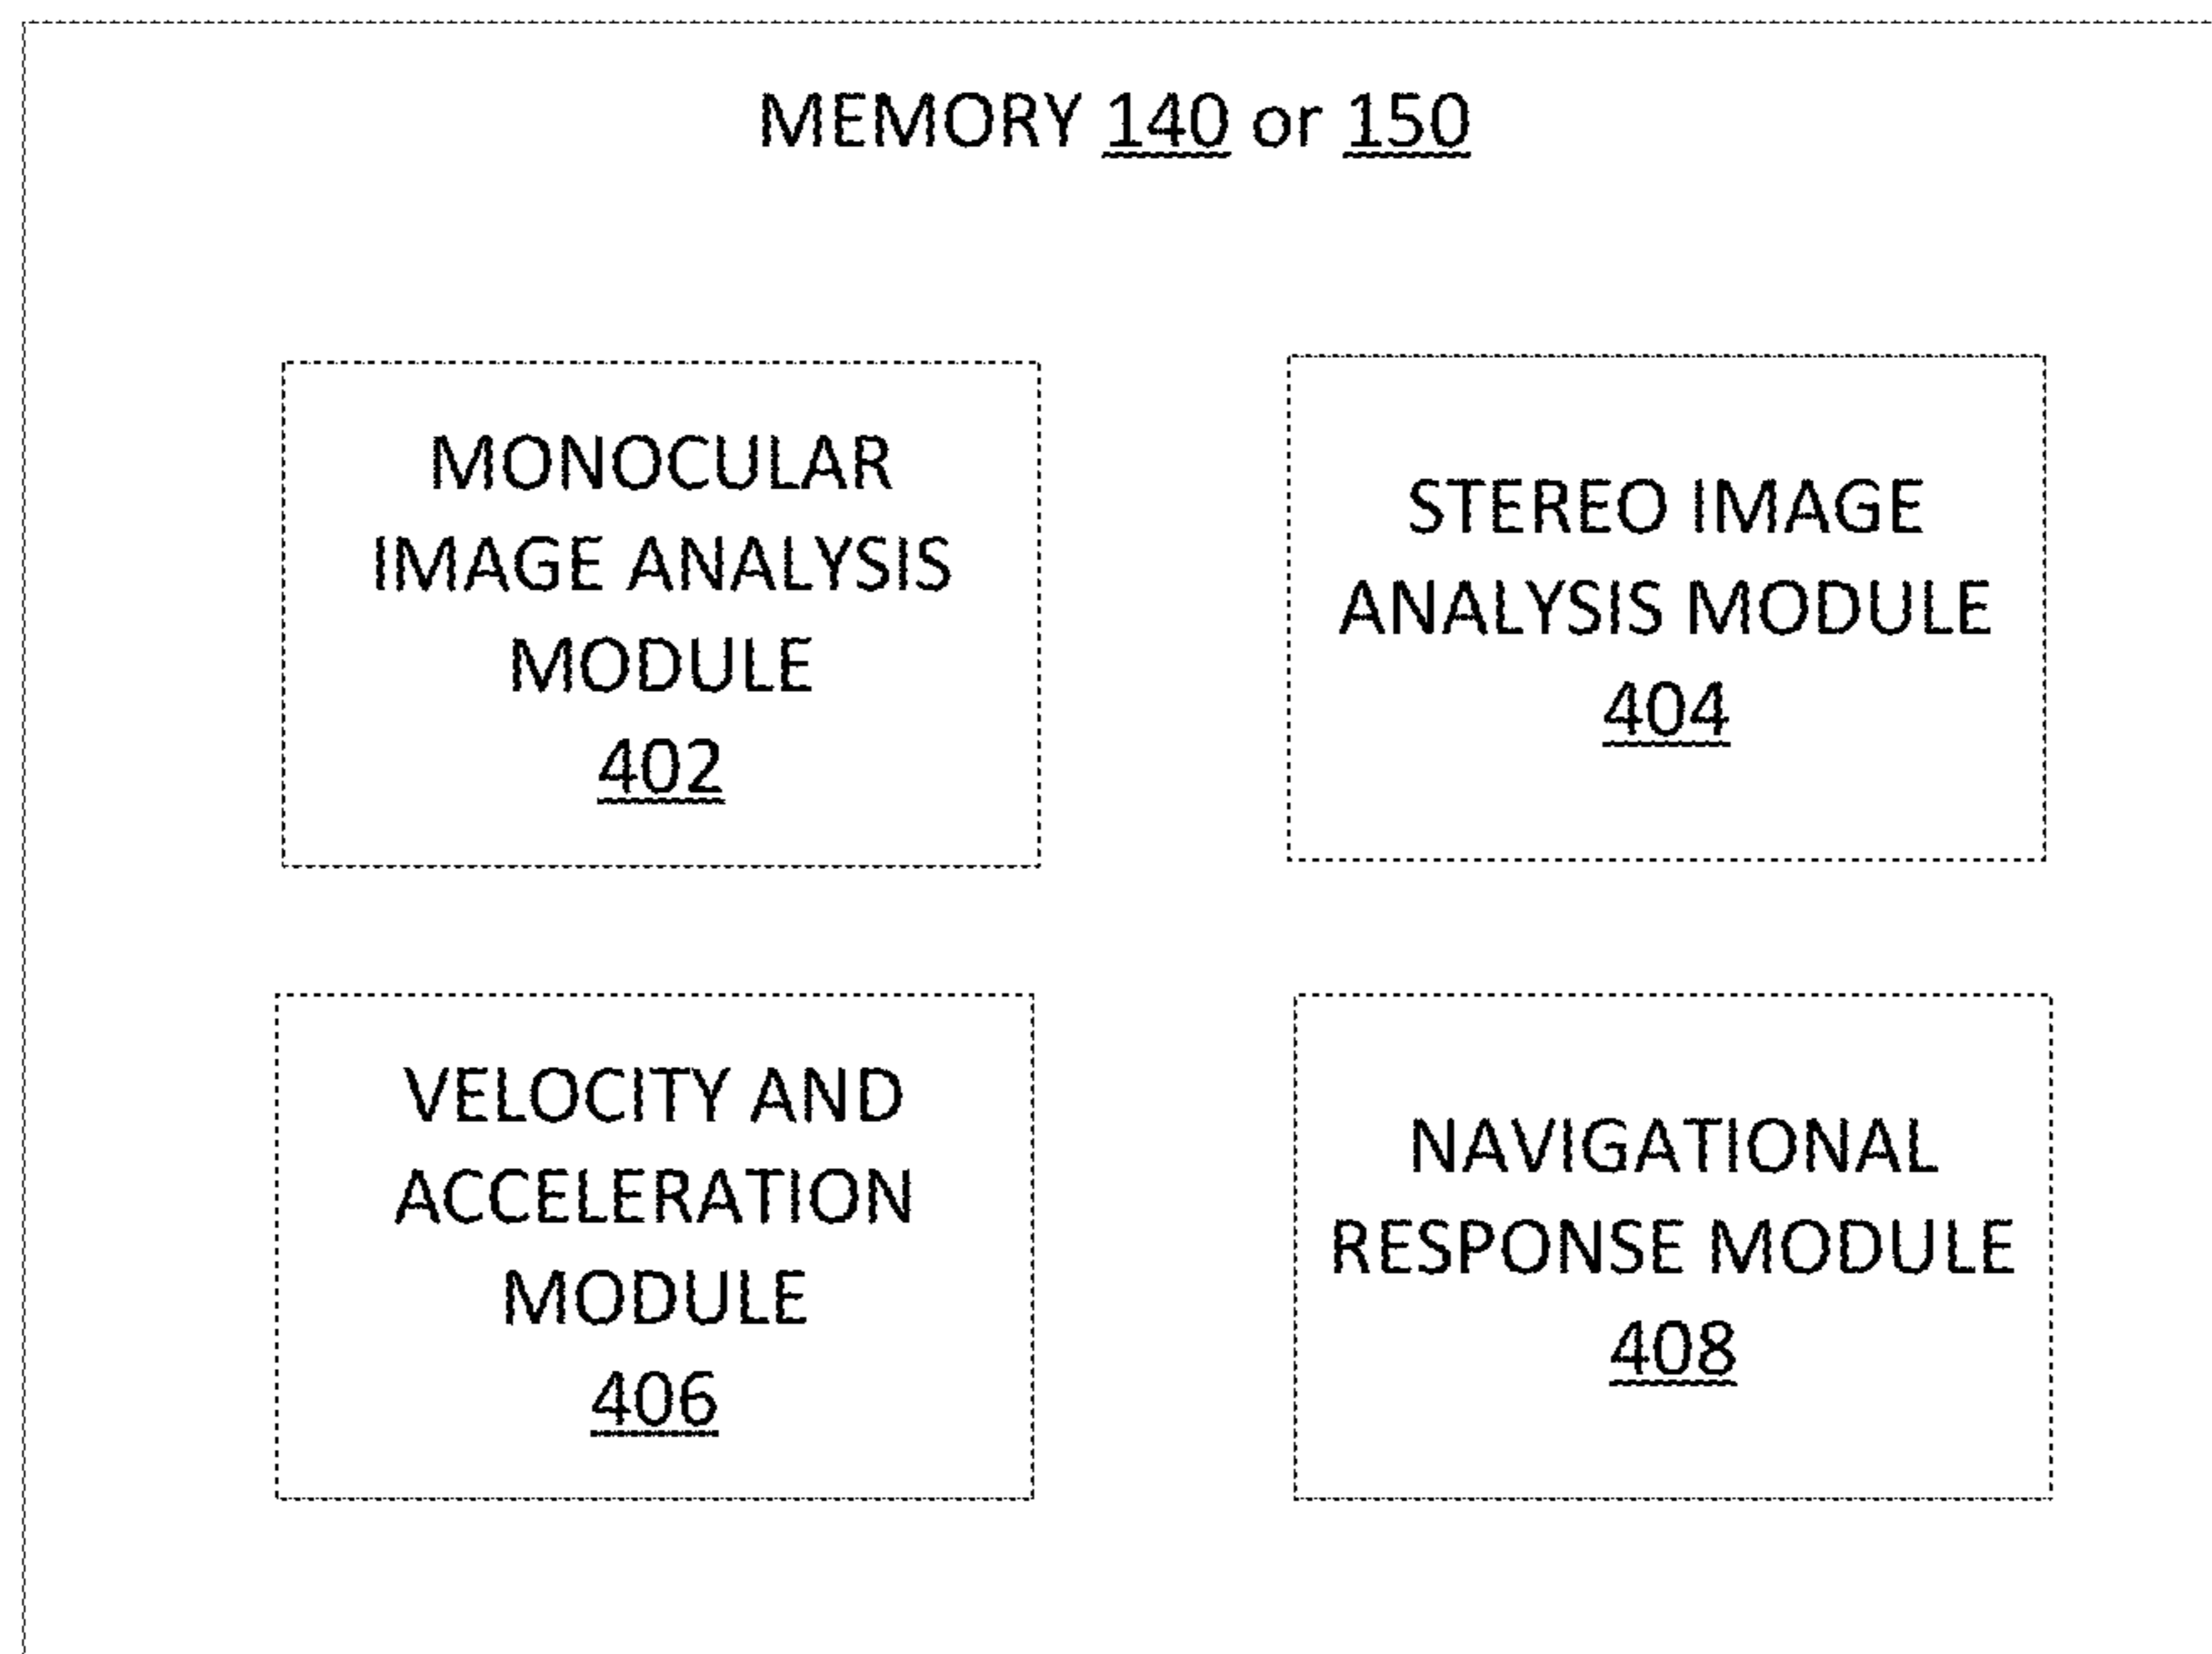 MEMORY 140 or 150
MONOCULAR
IMAGE ANALYSIS
MODULE
402
STEREO IMAGE
ANALYSIS MODULE
404
VELOCITY AND
ACCELERATION
MODULE
406
NAVIGATIONAL
RESPONSE MODULE
408